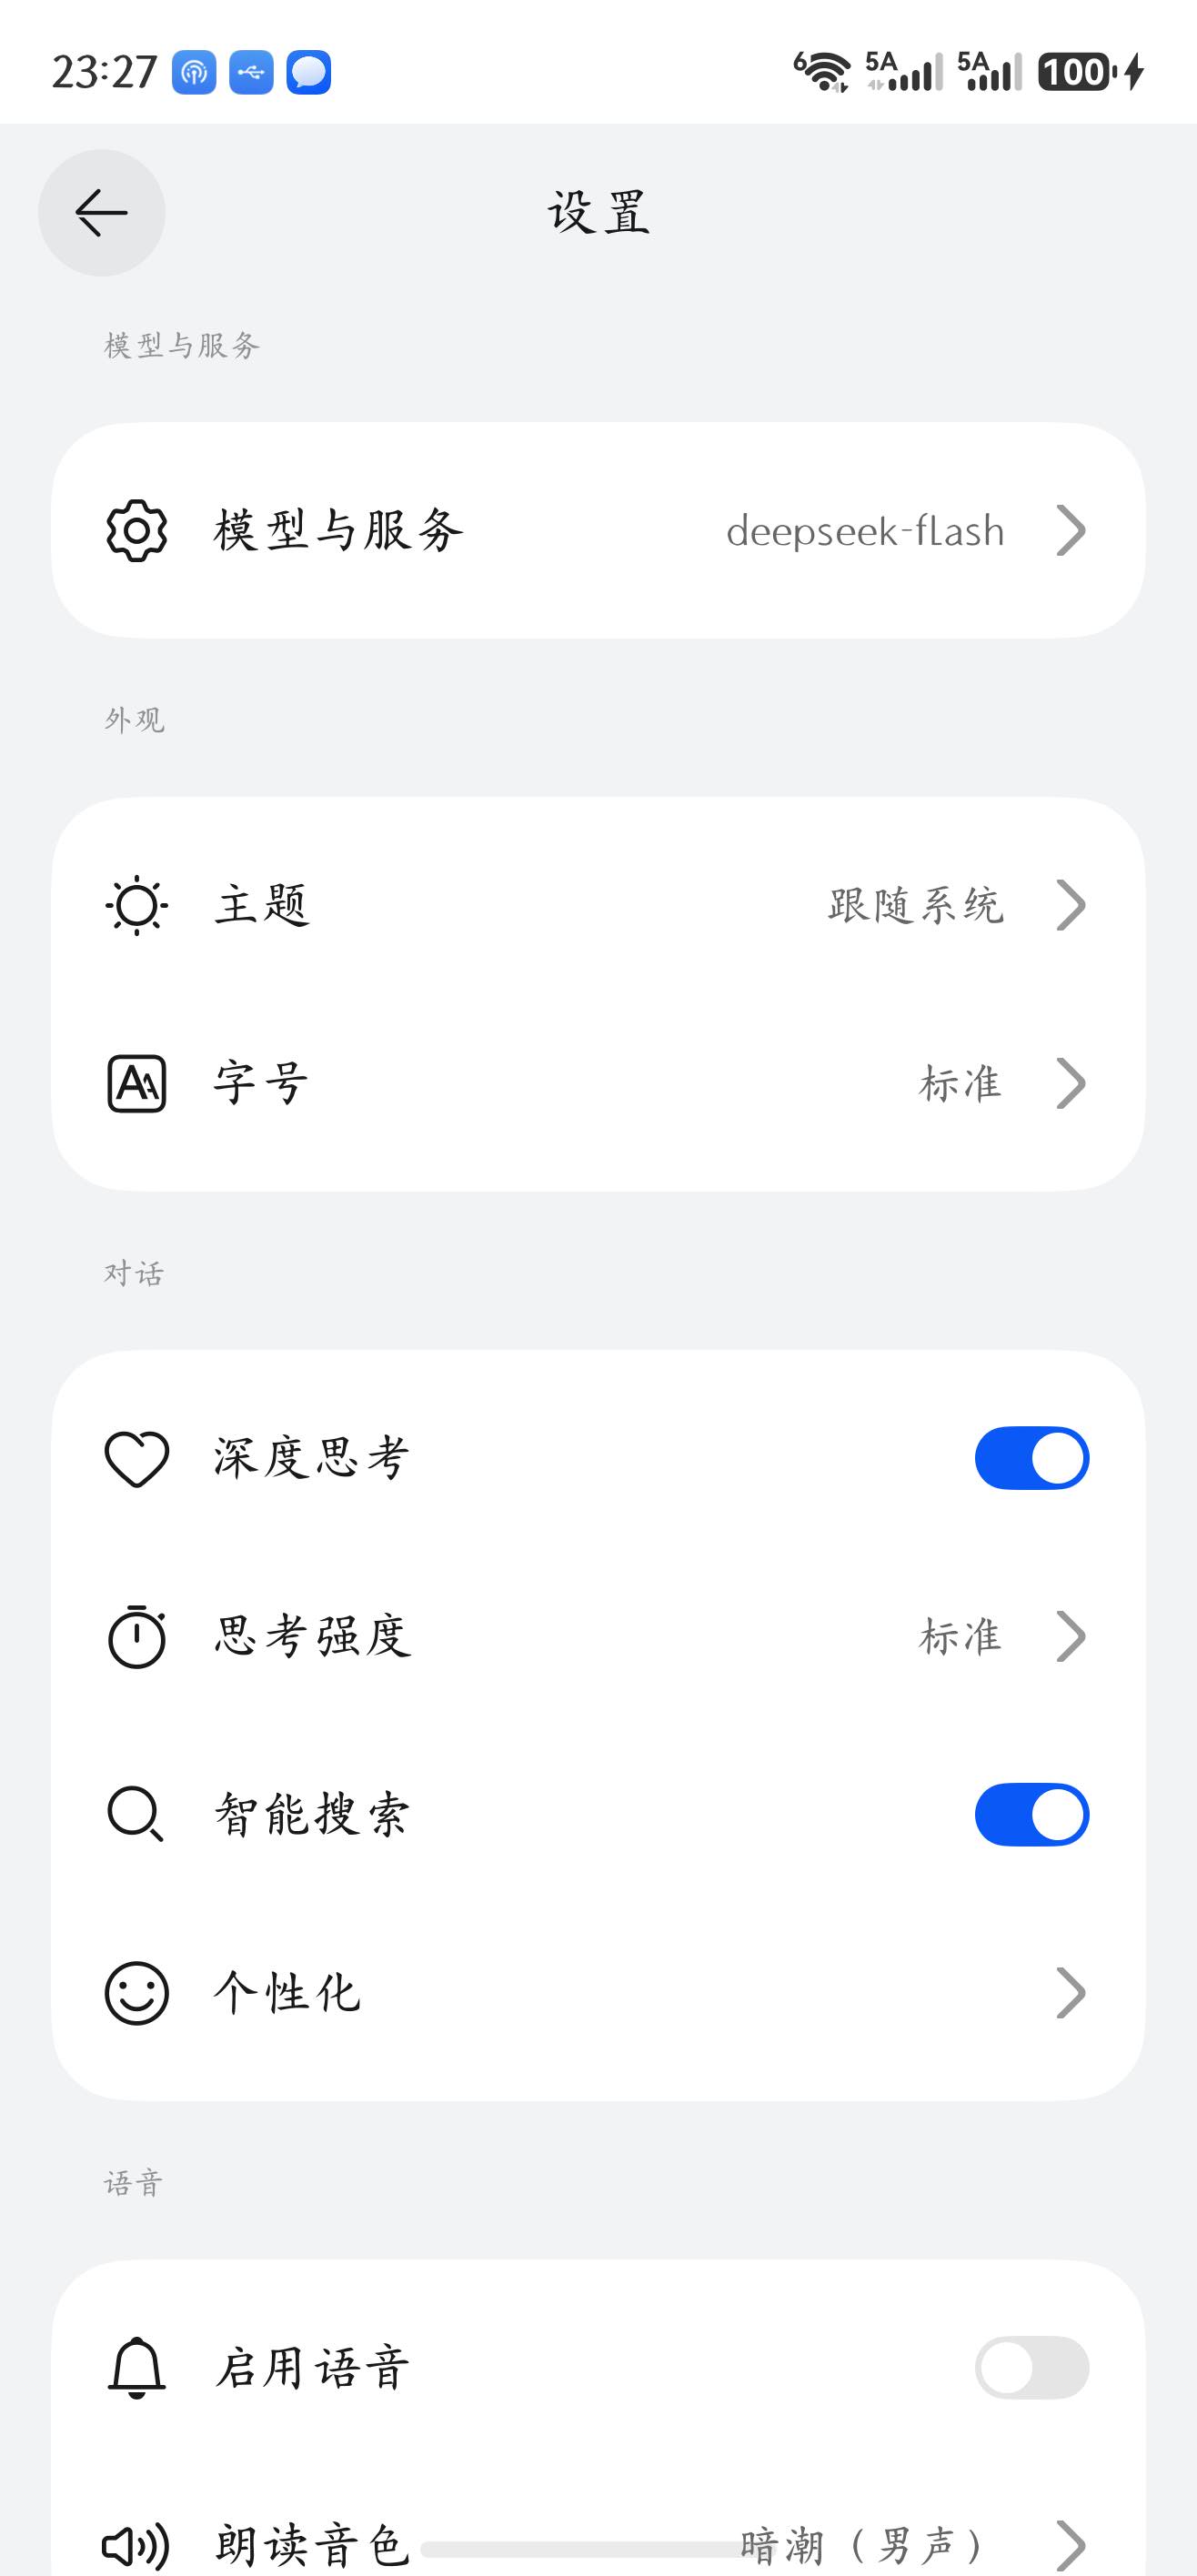 23:27
6 5A 5A 100
设置
模型与服务
模型与服务 deepseek-flash
外观
主题 跟随系统
字号 标准
对话
深度思考
思考强度 标准
智能搜索
个性化
语音
启用语音
朗读音色 暗潮（男声）